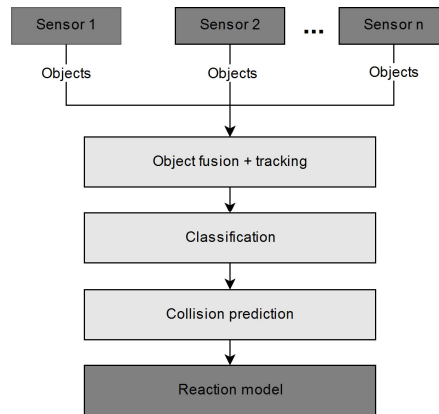 Sensor 1 Sensor 2 ... Sensor n
Objects Objects Objects
Object fusion + tracking
Classification
Collision prediction
Reaction model